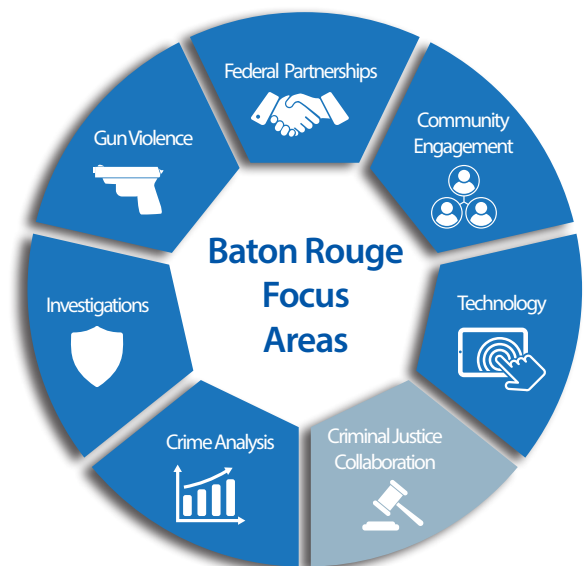 Federal Partnerships
Community
Engagement
Technology
Criminal Justice
Collaboration
Crime Analysis
Investigations
Gun Violence
Baton Rouge
Focus
Areas